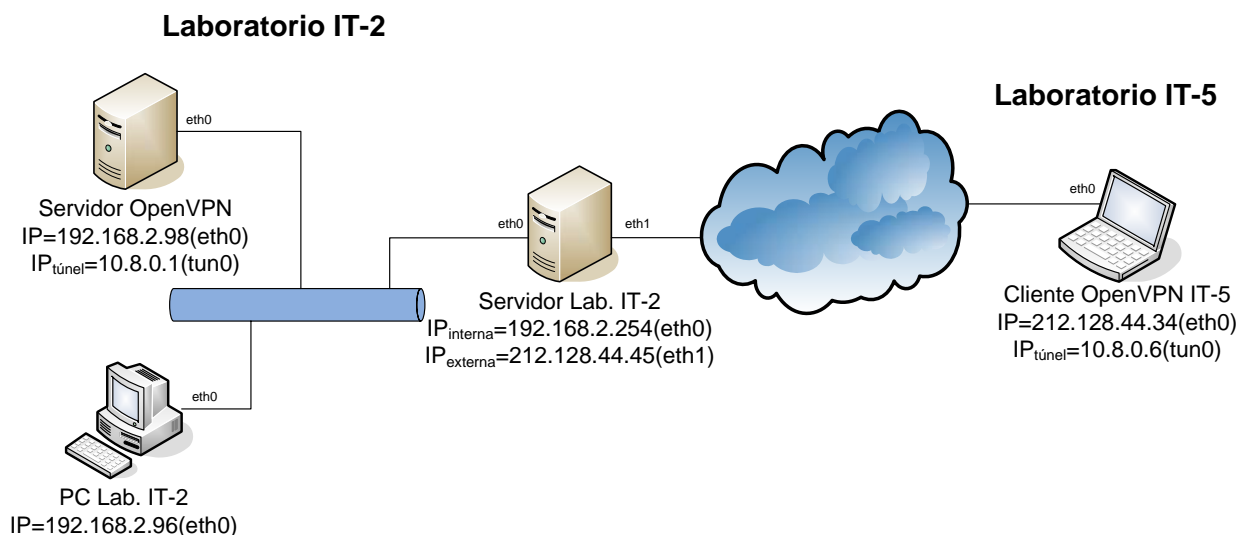 Laboratorio IT-2
Laboratorio IT-5
eth0
Servidor OpenVPN
IP=192.168.2.98(eth0)
IPtúnel=10.8.0.1(tun0)
eth0
eth1
Servidor Lab. IT-2
IPinterna=192.168.2.254(eth0)
IPexterna=212.128.44.45(eth1)
eth0
Cliente OpenVPN IT-5
IP=212.128.44.34(eth0)
IPtúnel=10.8.0.6(tun0)
eth0
PC Lab. IT-2
IP=192.168.2.96(eth0)